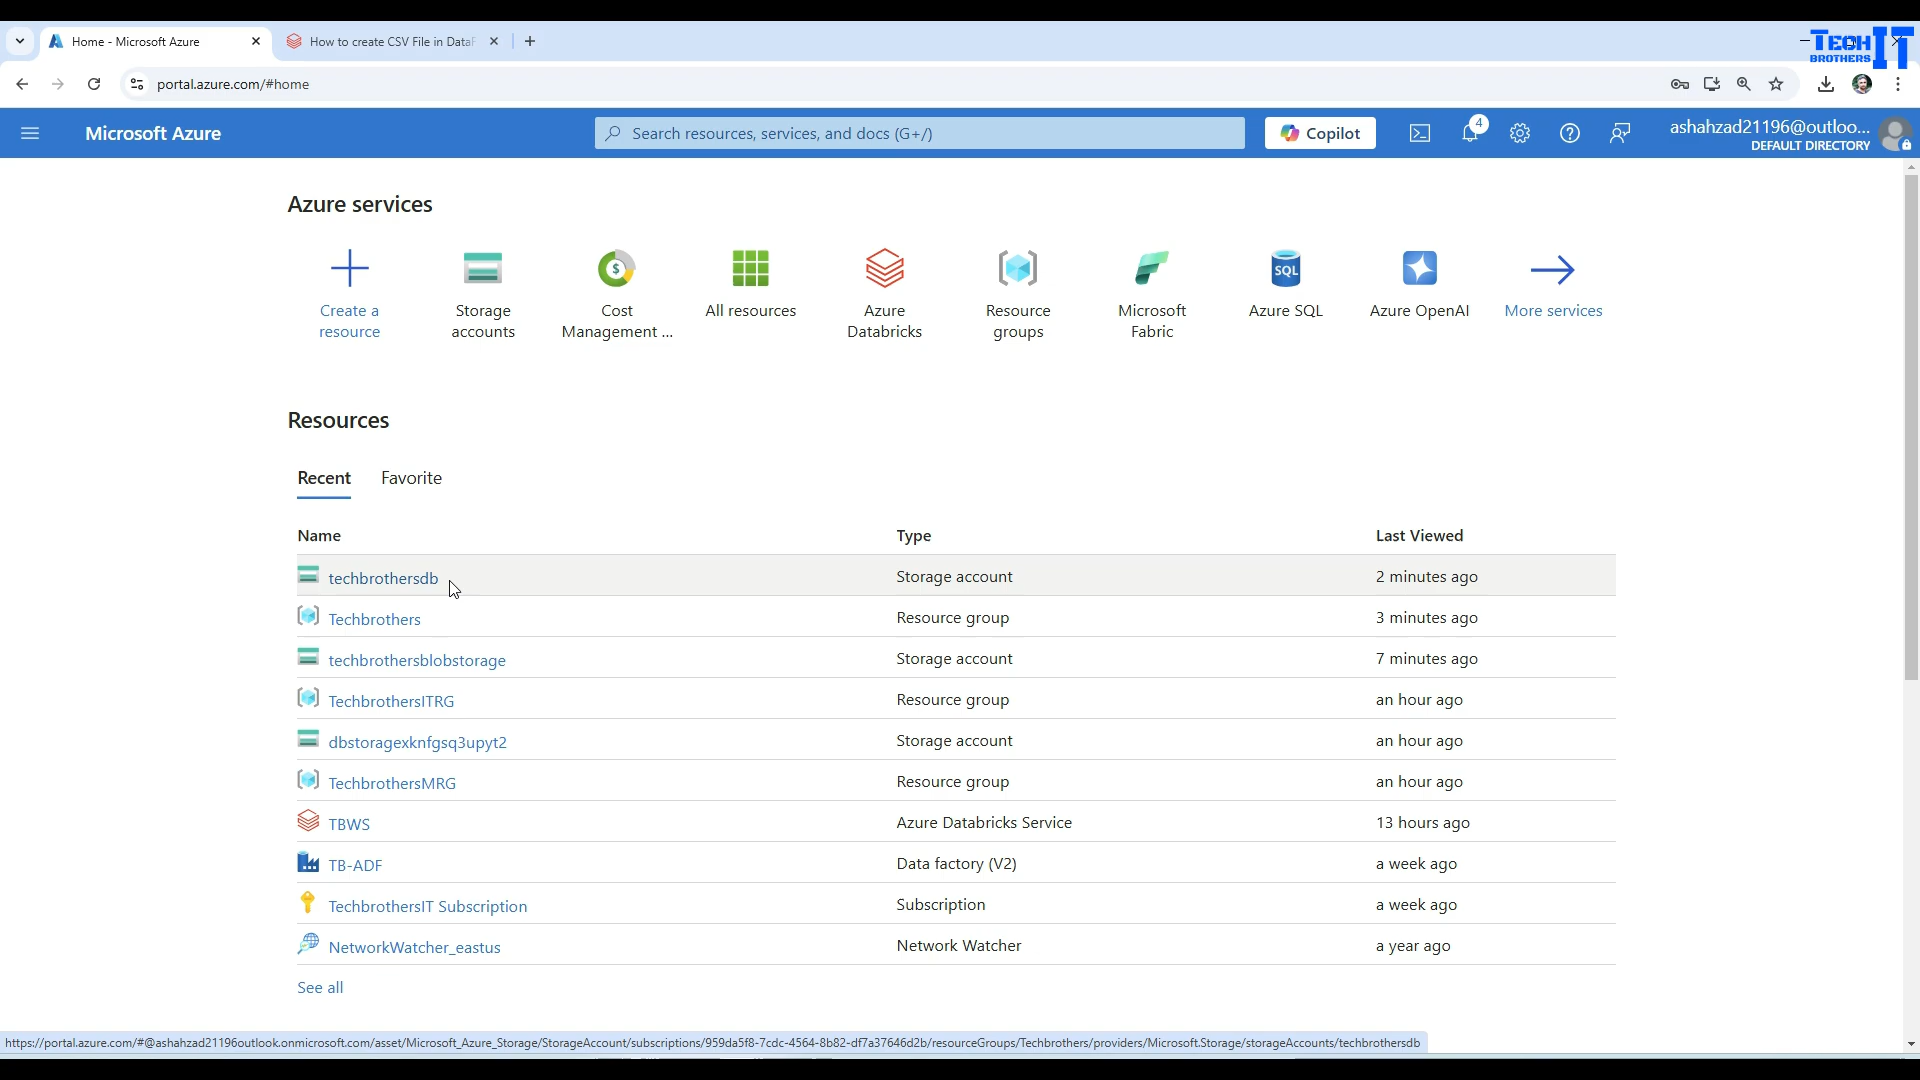 Home - Microsoft Azure
How to create CSV File in DataF
TECH IT
BROTHERS
portal.azure.com/#home
Microsoft Azure
Search resources, services, and docs (G+/)
Copilot
4
ashahzad21196@outloo...
DEFAULT DIRECTORY
Azure services
Create a
resource
Storage
accounts
$
Cost
Management ...
All resources
Azure
Databricks
Resource
groups
Microsoft
Fabric
SQL
Azure SQL
Azure OpenAI
More services
Resources
Recent Favorite
Name Type Last Viewed
techbrothersdb Storage account 2 minutes ago
Techbrothers Resource group 3 minutes ago
techbrothersblobstorage Storage account 7 minutes ago
TechbrothersITRG Resource group an hour ago
dbstoragexknfgsq3upyt2 Storage account an hour ago
TechbrothersMRG Resource group an hour ago
TBWS Azure Databricks Service 13 hours ago
TB-ADF Data factory (V2) a week ago
TechbrothersIT Subscription Subscription a week ago
NetworkWatcher_eastus Network Watcher a year ago
See all
https://portal.azure.com/#@ashahzad21196outlook.onmicrosoft.com/asset/Microsoft_Azure_Storage/StorageAccount/subscriptions/959da5f8-7cdc-4564-8b82-df7a37646d2b/resourceGroups/Techbrothers/providers/Microsoft.Storage/storageAccounts/techbrothersdb